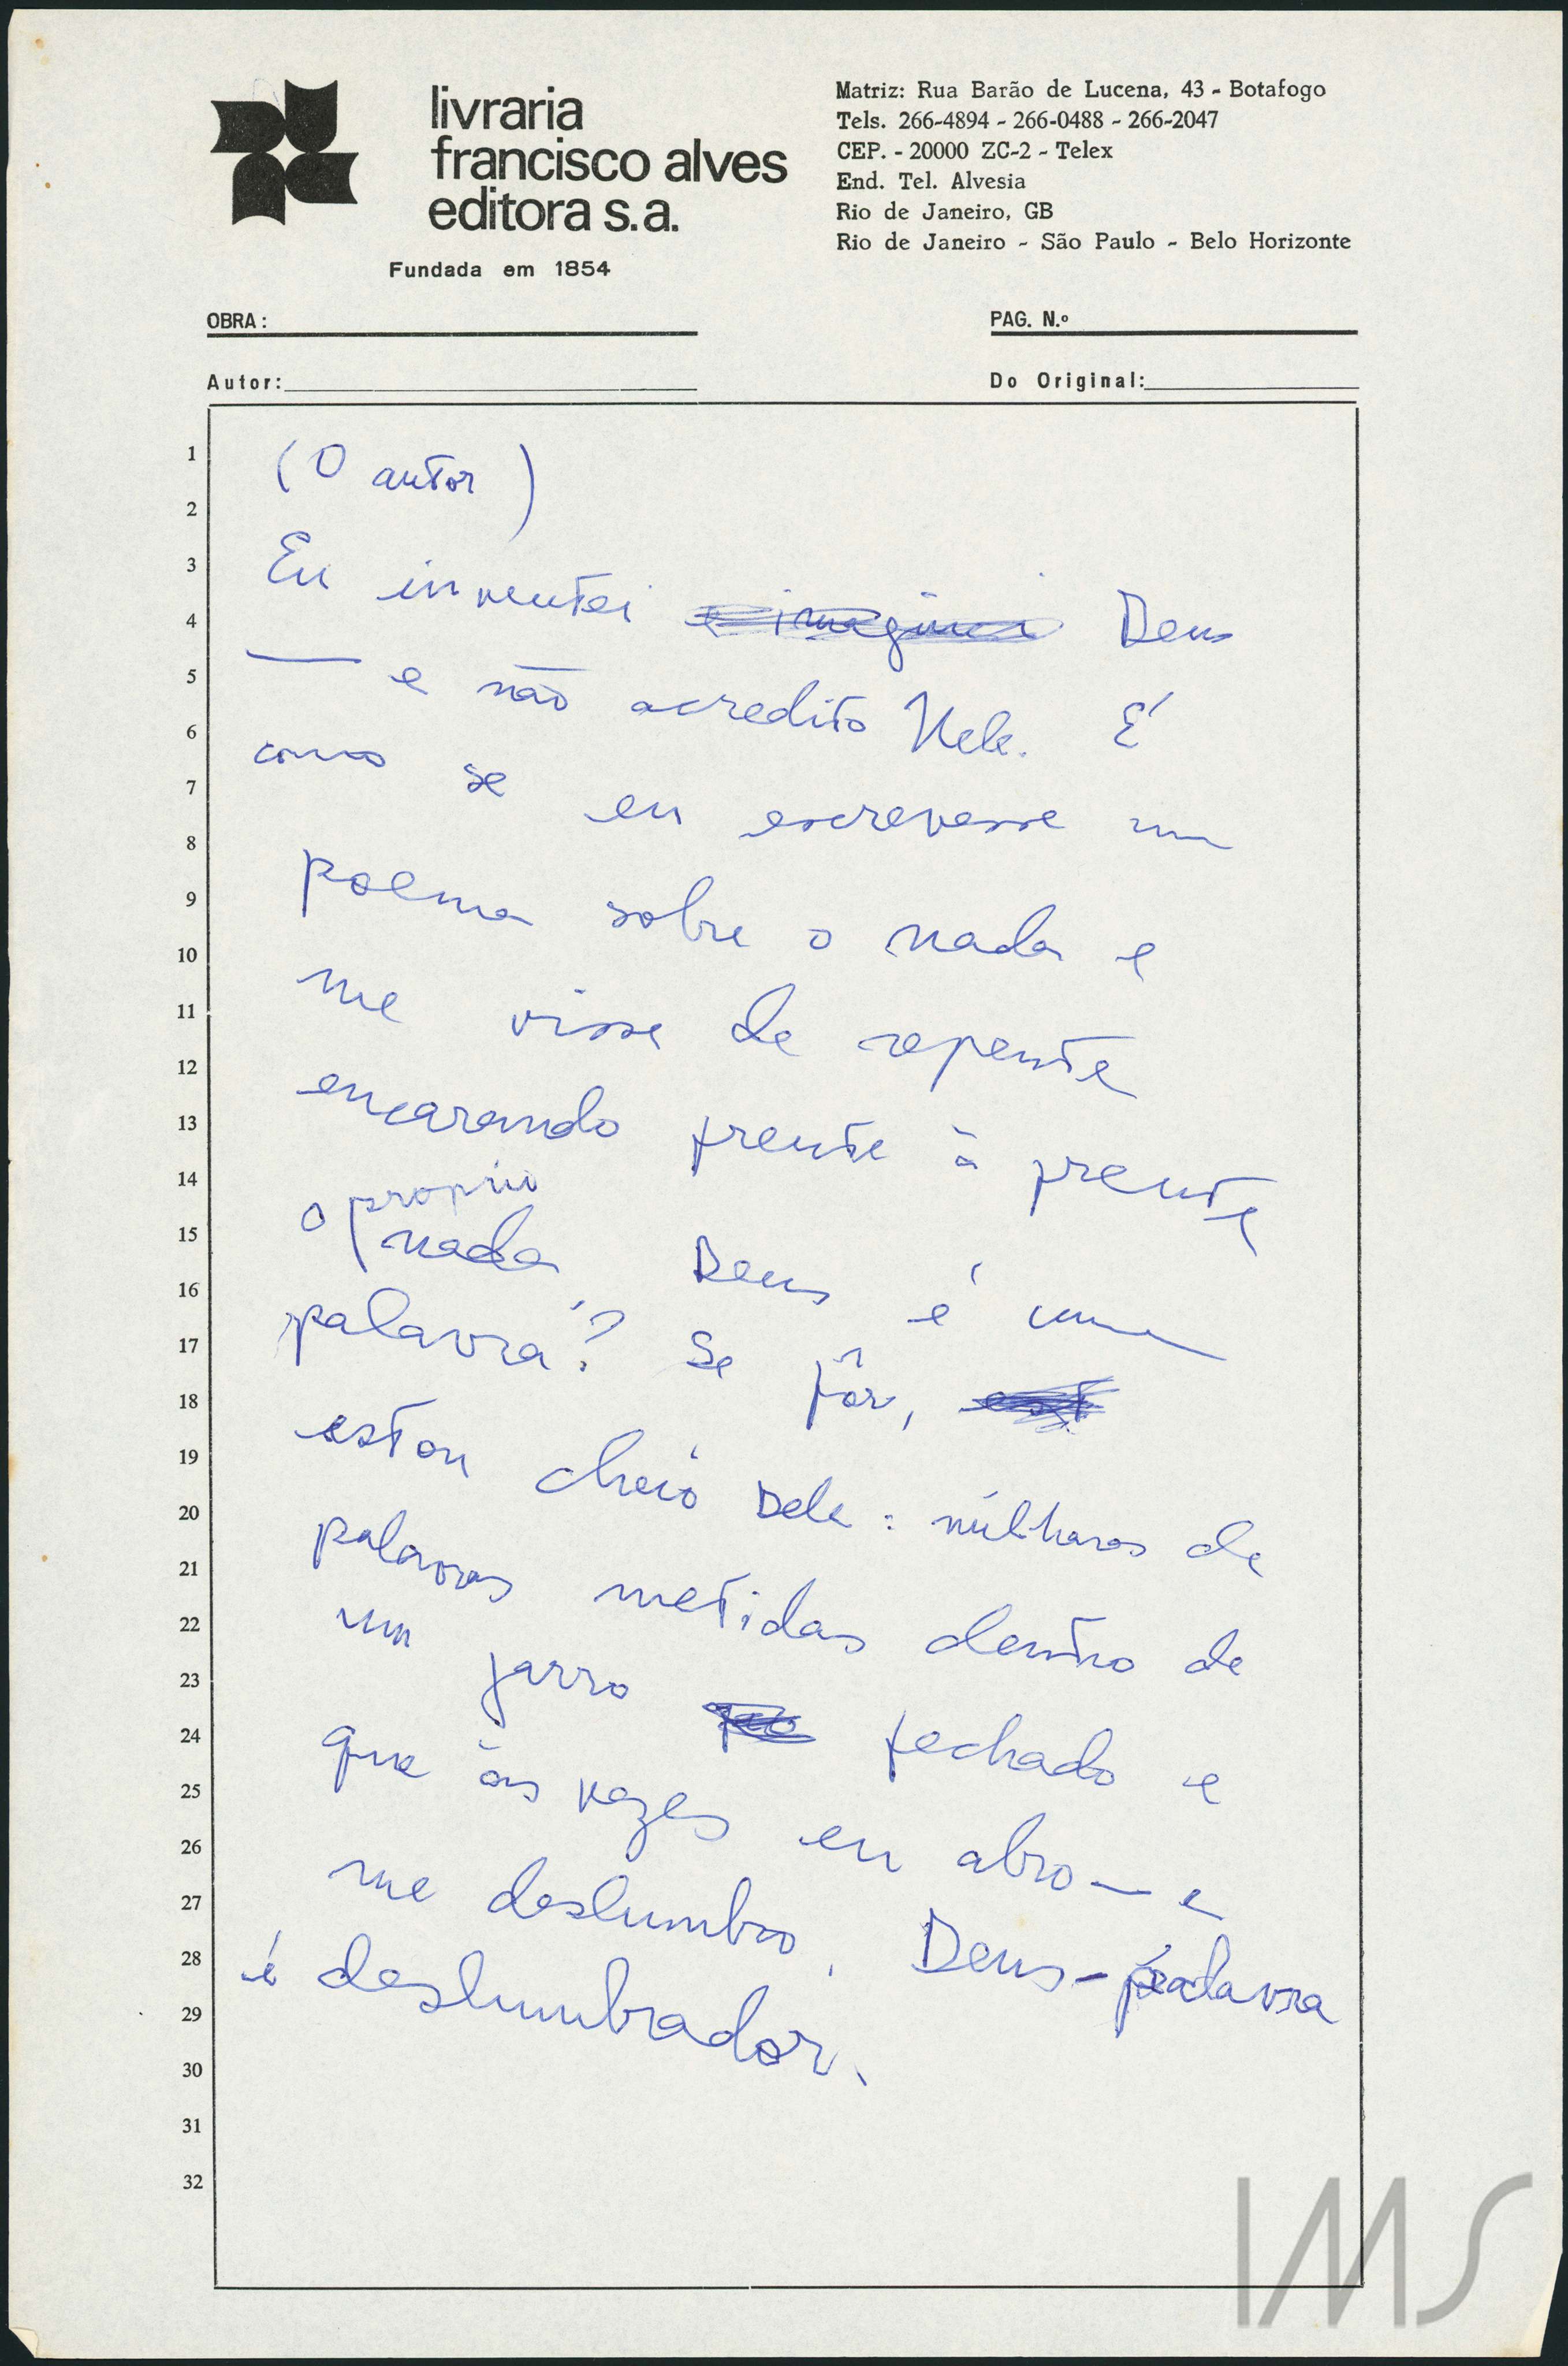 livraria
francisco alves
editora s.a.
Fundada em 1854
Matriz: Rua Barão de Lucena, 43 - Botafogo
Tels. 266-4894 - 266-0488 - 266-2047
CEP. - 20000 ZC-2 - Telex
End. Tel. Alvesia
Rio de Janeiro, GB
Rio de Janeiro - São Paulo - Belo Horizonte
OBRA:
PAG. N.º
Autor:
Do Original:
1
2
3
4
5
6
7
8
9
10
11
12
13
14
15
16
17
18
19
20
21
22
23
24
25
26
27
28
29
30
31
32
(O autor)
Eu inventei e imaginei Deus
— e não acredito Nele. É
como se eu escrevesse um
poema sobre o nada e
me visse de repente
encarando frente à frente
o proprio
nada Deus é uma
palavra? Se fôr,
estou cheio Dele: milhares de
palavras metidas dentro de
um jarro fechado e
que às vezes eu abro — e
me deslumbro. Deus-palavra
é deslumbrador.
IMS